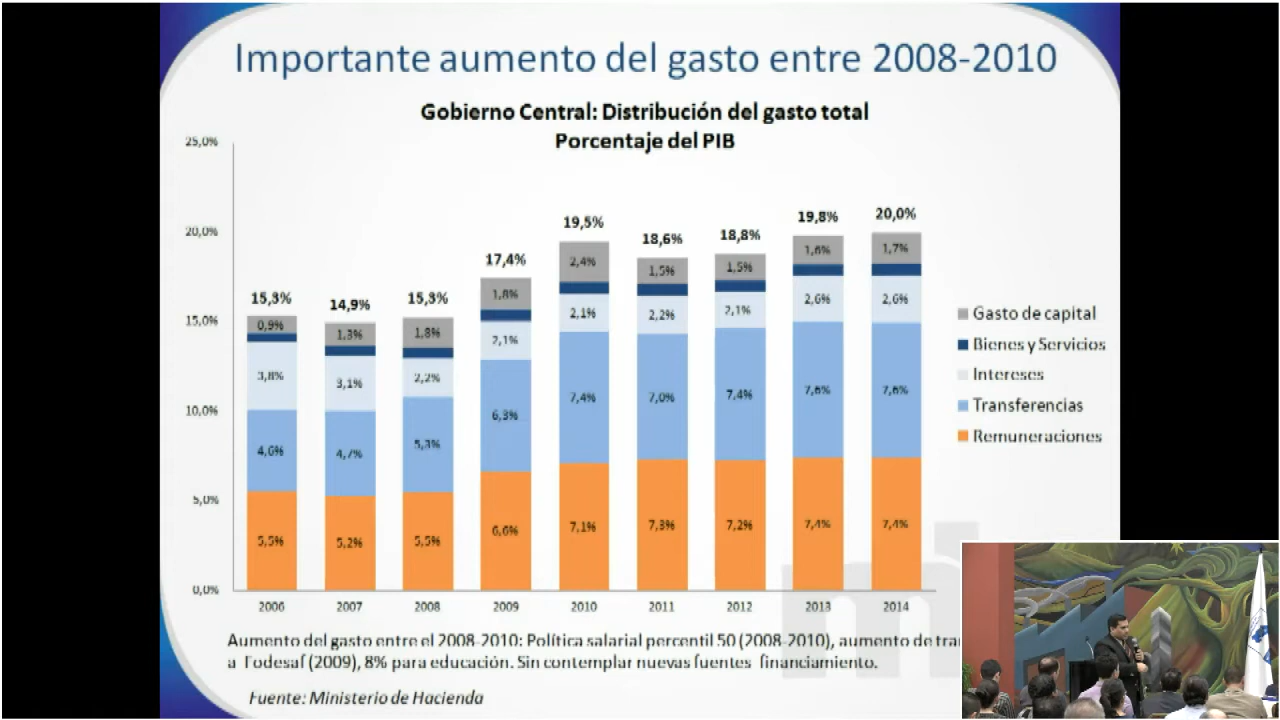 Importante aumento del gasto entre 2008-2010
Gobierno Central: Distribución del gasto total
Porcentaje del PIB
25,0%
20,0%
15,0%
10,0%
5,0%
0,0%
15,3% 14,9% 15,3% 17,4% 19,5% 18,6% 18,8% 19,8% 20,0%
0,9% 1,3% 1,8% 1,8% 2,4% 1,5% 1,5% 1,6% 1,7%
3,8% 3,1% 2,2% 2,1% 2,1% 2,2% 2,1% 2,6% 2,6%
4,6% 4,7% 5,3% 6,3% 7,4% 7,0% 7,4% 7,6% 7,6%
5,5% 5,2% 5,5% 6,6% 7,1% 7,3% 7,2% 7,4% 7,4%
2006 2007 2008 2009 2010 2011 2012 2013 2014
Gasto de capital
Bienes y Servicios
Intereses
Transferencias
Remuneraciones
Aumento del gasto entre el 2008-2010: Política salarial percentil 50 (2008-2010), aumento de
a Fodesaf (2009), 8% para educación. Sin contemplar nuevas fuentes financiamiento.
Fuente: Ministerio de Hacienda